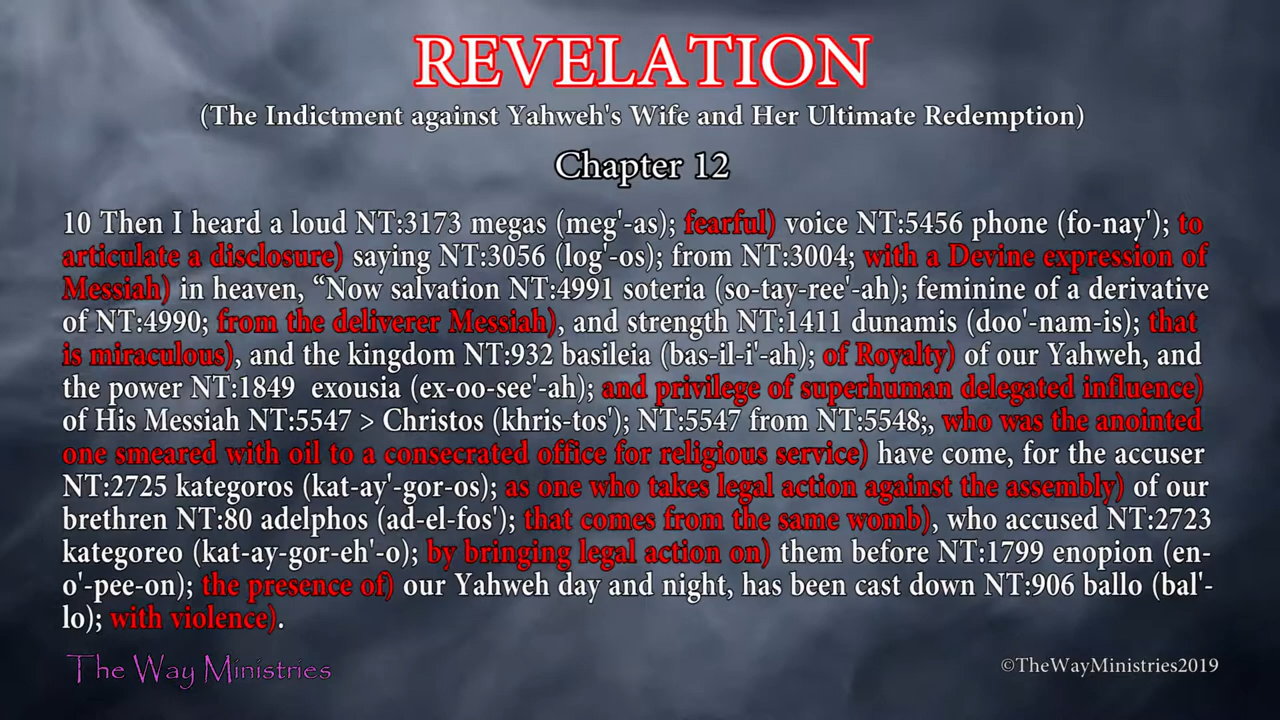 REVELATION
(The Indictment against Yahweh's Wife and Her Ultimate Redemption)
Chapter 12
10 Then I heard a loud NT:3173 megas (meg'-as); fearful) voice NT:5456 phone (fo-nay'); to
articulate a disclosure) saying NT:3056 (log'-os); from NT:3004; with a Devine expression of
Messiah) in heaven, “Now salvation NT:4991 soteria (so-tay-ree'-ah); feminine of a derivative
of NT:4990; from the deliverer Messiah), and strength NT:1411 dunamis (doo'-nam-is); that
is miraculous), and the kingdom NT:932 basileia (bas-il-i'-ah); of Royalty) of our Yahweh, and
the power NT:1849 exousia (ex-oo-see'-ah); and privilege of superhuman delegated influence)
of His Messiah NT:5547 > Christos (khris-tos'); NT:5547 from NT:5548;, who was the anointed
one smeared with oil to a consecrated office for religious service) have come, for the accuser
NT:2725 kategoros (kat-ay'-gor-os); as one who takes legal action against the assembly) of our
brethren NT:80 adelphos (ad-el-fos'); that comes from the same womb), who accused NT:2723
kategoreo (kat-ay-gor-eh'-o); by bringing legal action on) them before NT:1799 enopion (en-
o'-pee-on); the presence of) our Yahweh day and night, has been cast down NT:906 ballo (bal'-
lo); with violence).
The Way Ministries
©TheWayMinistries2019